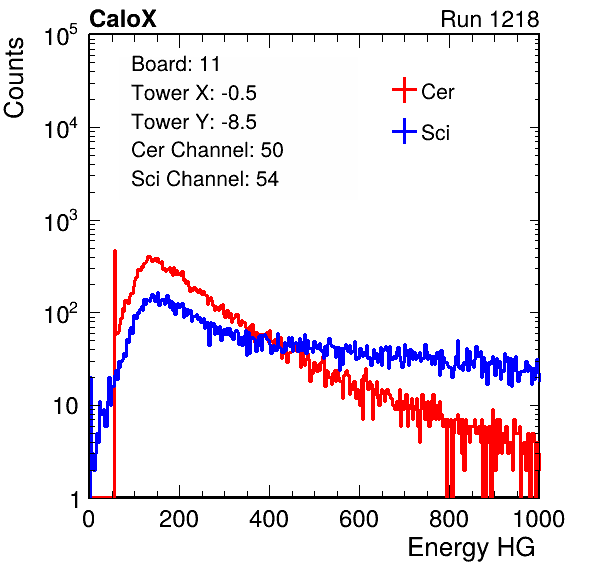 CaloX Run 1218
Counts
Board: 11
Tower X: -0.5
Tower Y: -8.5
Cer Channel: 50
Sci Channel: 54
Cer
Sci
10^5
10^4
10^3
10^2
10
1
0 200 400 600 800 1000
Energy HG